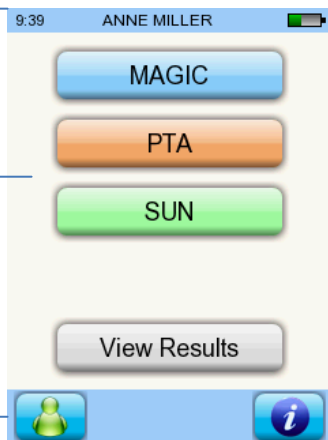 9:39 ANNE MILLER
MAGIC
PTA
SUN
View Results
i